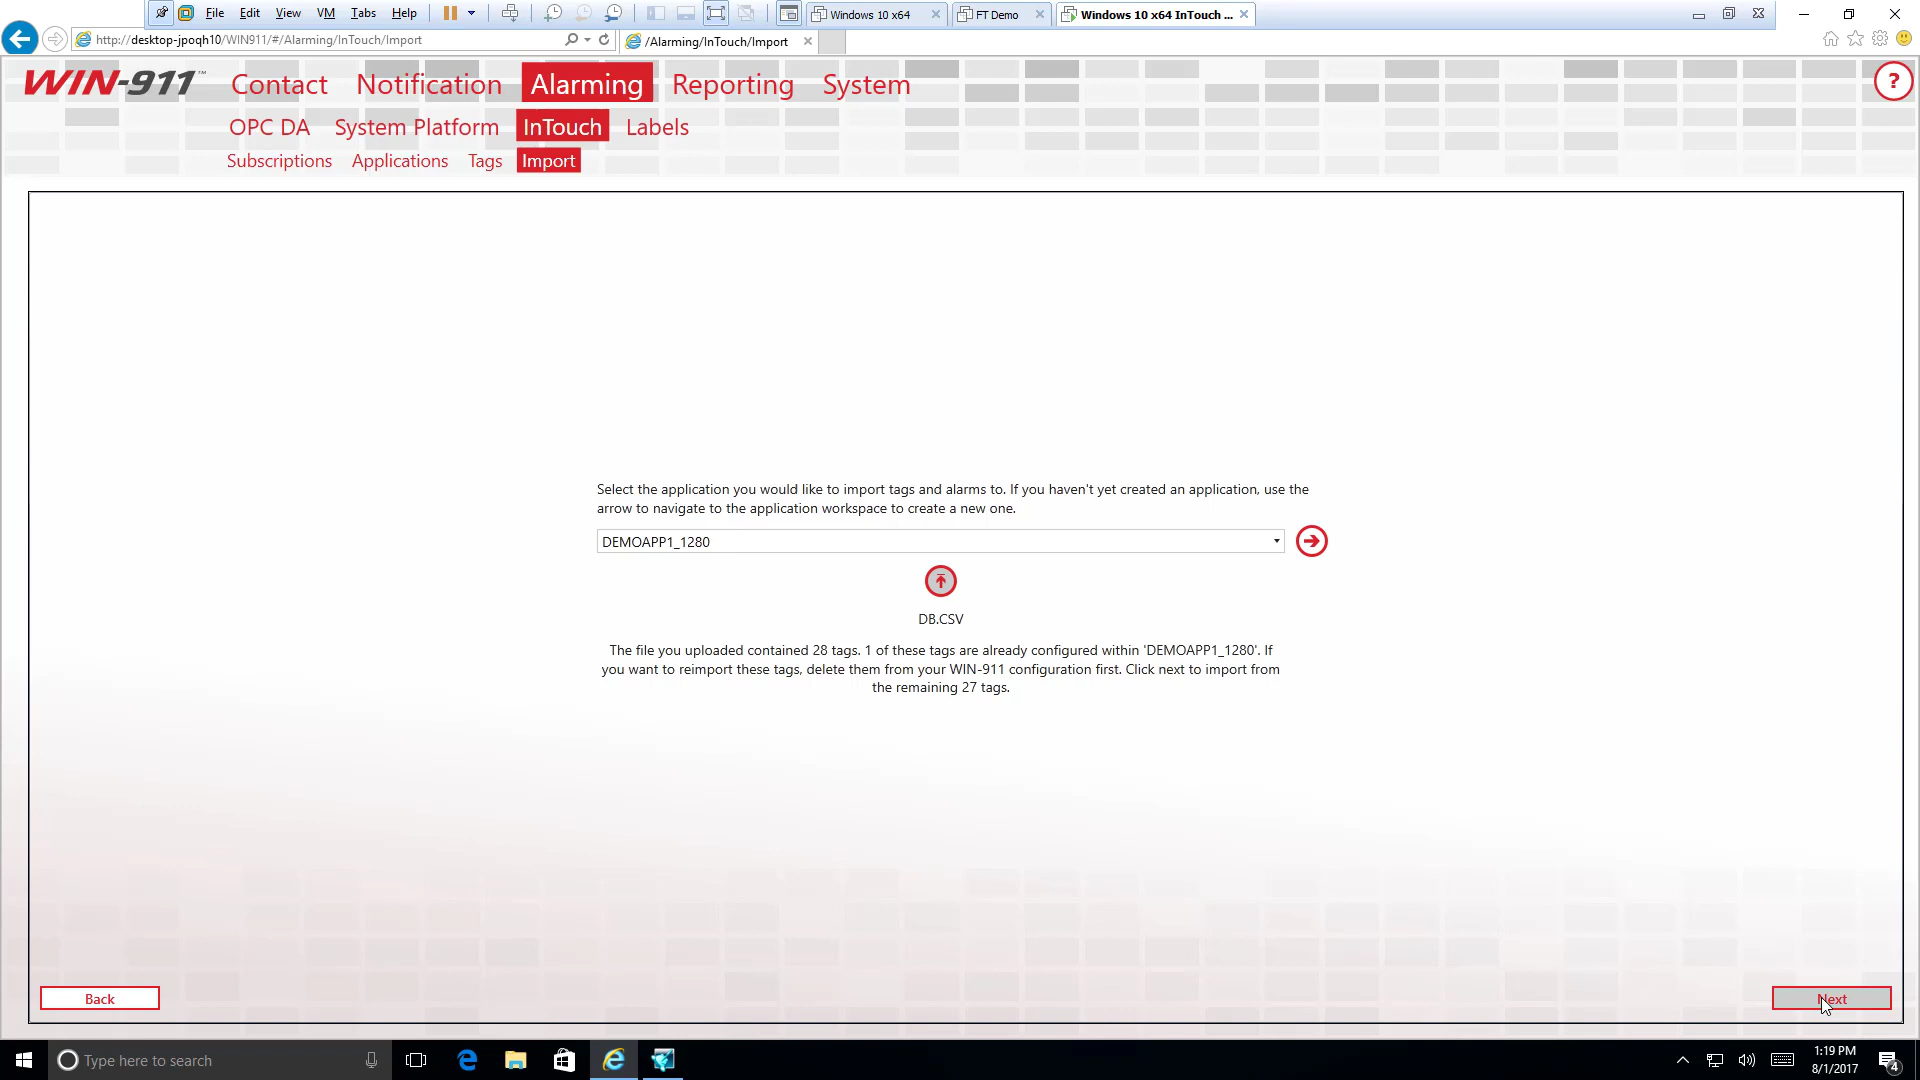 File Edit View VM Tabs Help Windows 10 x64 FT Demo Windows 10 x64 InTouch ...
http://desktop-jpoqh10/WIN911/#/Alarming/InTouch/Import /Alarming/InTouch/Import
WIN-911™ Contact Notification Alarming Reporting System ?
OPC DA System Platform InTouch Labels
Subscriptions Applications Tags Import
Select the application you would like to import tags and alarms to. If you haven't yet created an application, use the
arrow to navigate to the application workspace to create a new one.
DEMOAPP1_1280
DB.CSV
The file you uploaded contained 28 tags. 1 of these tags are already configured within 'DEMOAPP1_1280'. If
you want to reimport these tags, delete them from your WIN-911 configuration first. Click next to import from
the remaining 27 tags.
Back Next
Type here to search 1:19 PM
8/1/2017 4